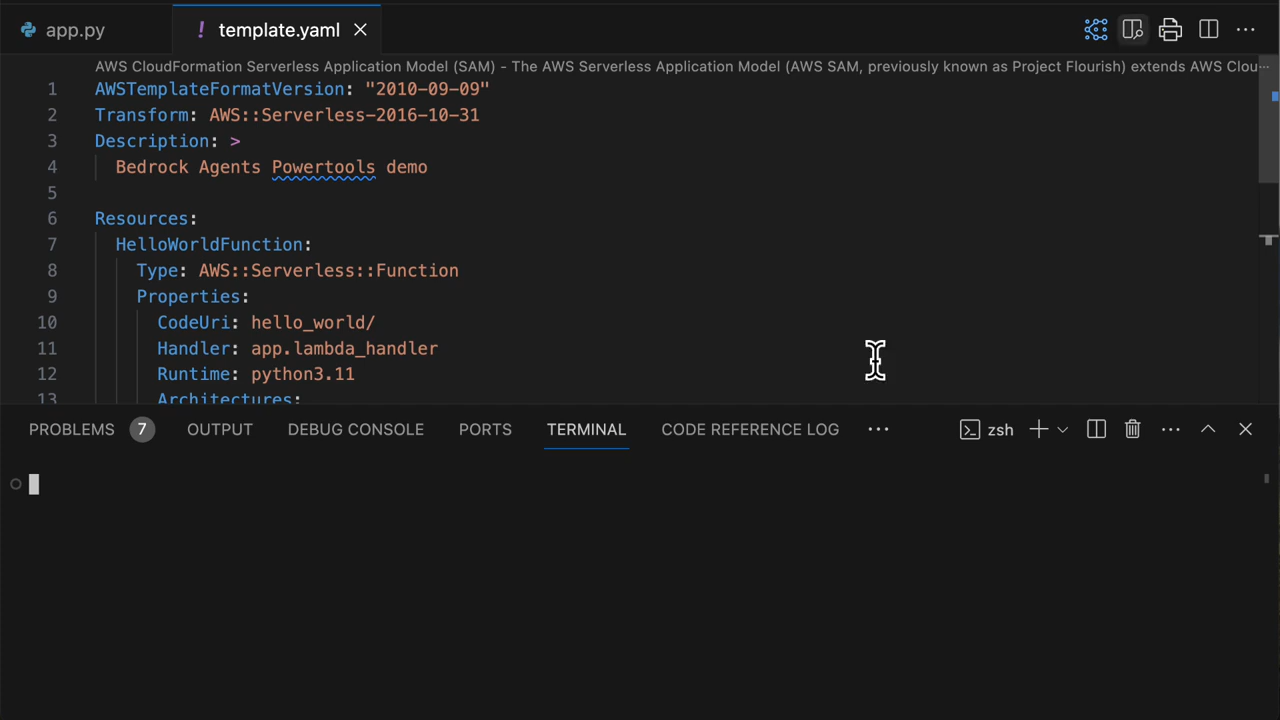 app.py
! template.yaml
AWS CloudFormation Serverless Application Model (SAM) - The AWS Serverless Application Model (AWS SAM, previously known as Project Flourish) extends AWS Clou···
1 AWSTemplateFormatVersion: "2010-09-09"
2 Transform: AWS::Serverless-2016-10-31
3 Description: >
4 Bedrock Agents Powertools demo
5
6 Resources:
7 HelloWorldFunction:
8 Type: AWS::Serverless::Function
9 Properties:
10 CodeUri: hello_world/
11 Handler: app.lambda_handler
12 Runtime: python3.11
13 Architectures:
PROBLEMS 7 OUTPUT DEBUG CONSOLE PORTS TERMINAL CODE REFERENCE LOG ··· zsh